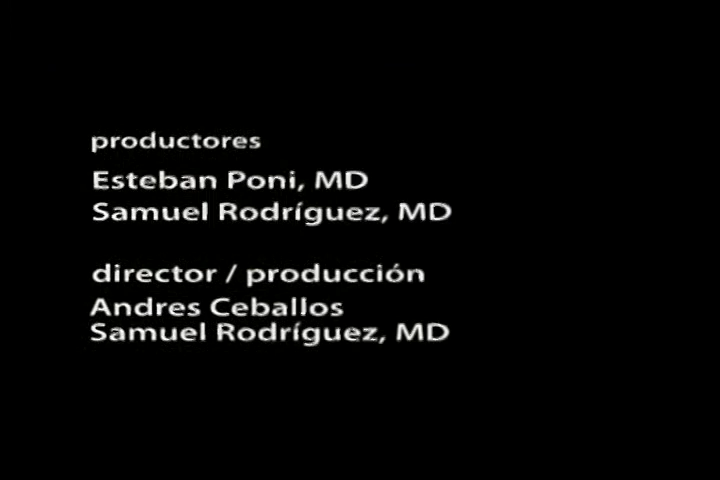 productores
Esteban Poni, MD
Samuel Rodríguez, MD
director / producción
Andres Ceballos
Samuel Rodríguez, MD